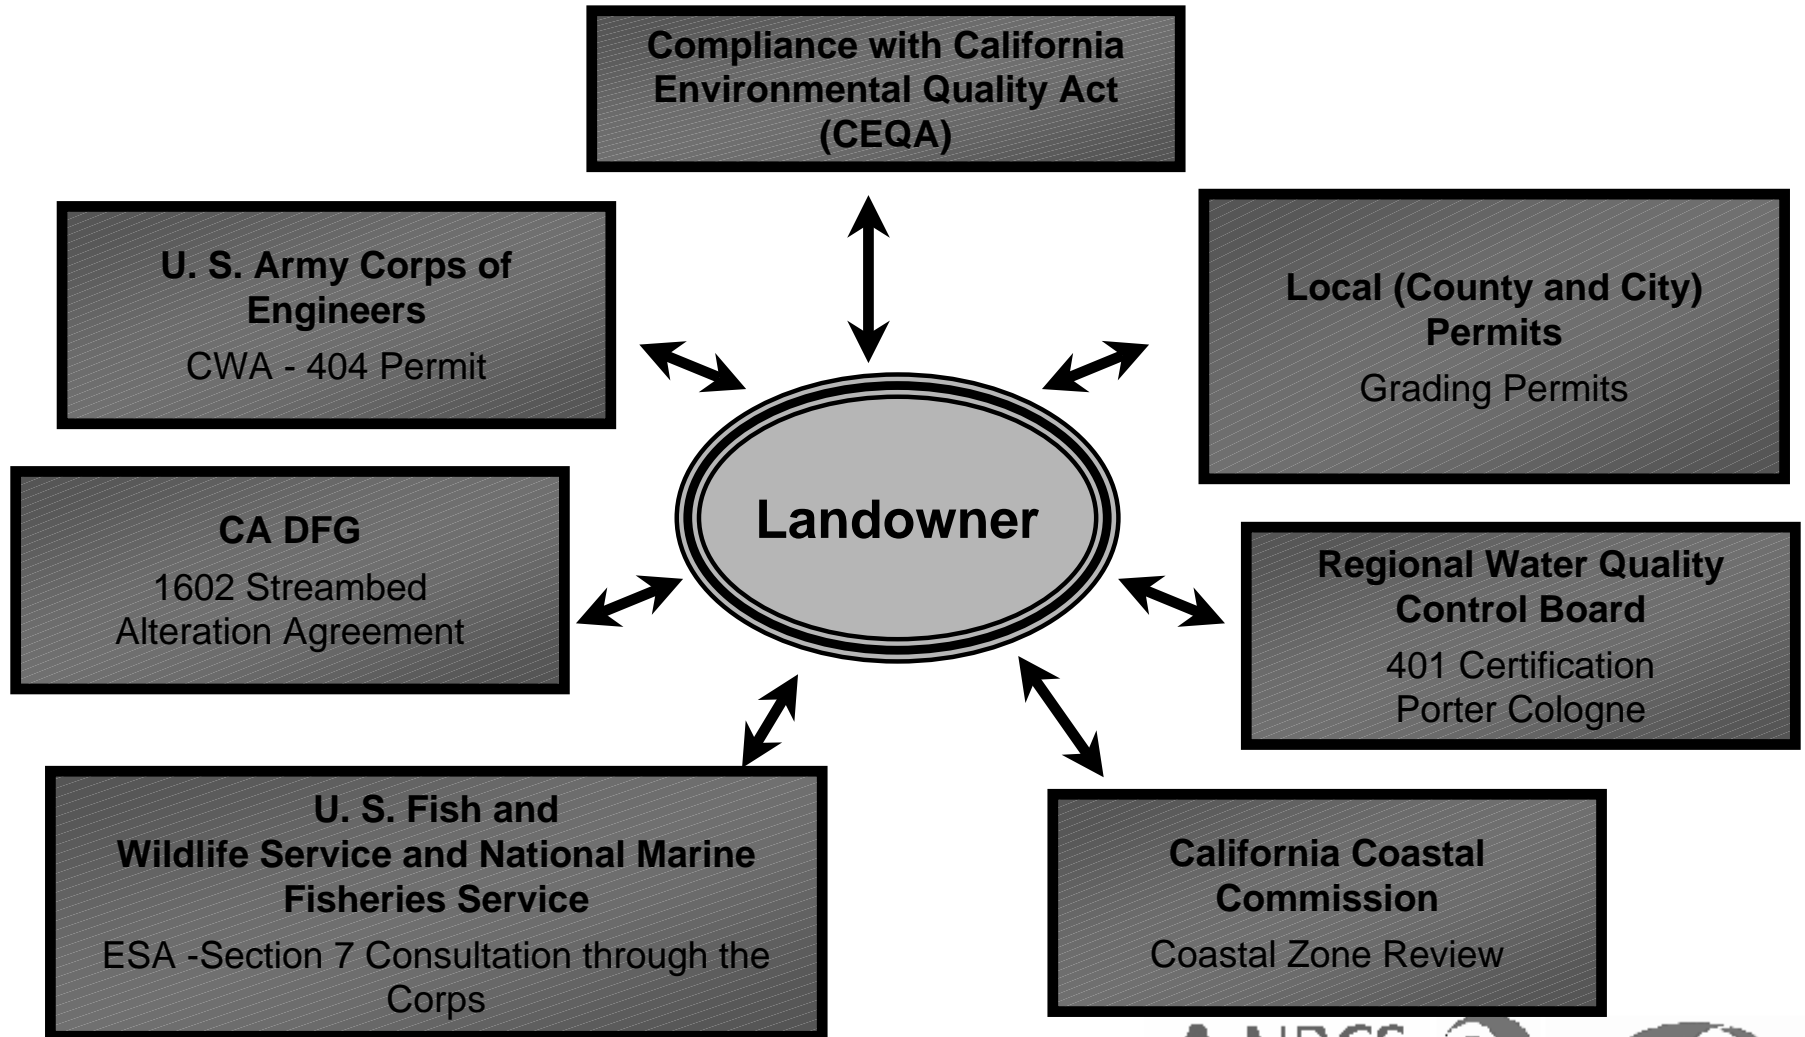 Compliance with California
Environmental Quality Act
(CEQA)
U. S. Army Corps of
Engineers
CWA - 404 Permit
Local (County and City)
Permits
Grading Permits
Landowner
CA DFG
1602 Streambed
Alteration Agreement
Regional Water Quality
Control Board
401 Certification
Porter Cologne
U. S. Fish and
Wildlife Service and National Marine
Fisheries Service
ESA -Section 7 Consultation through the
Corps
California Coastal
Commission
Coastal Zone Review